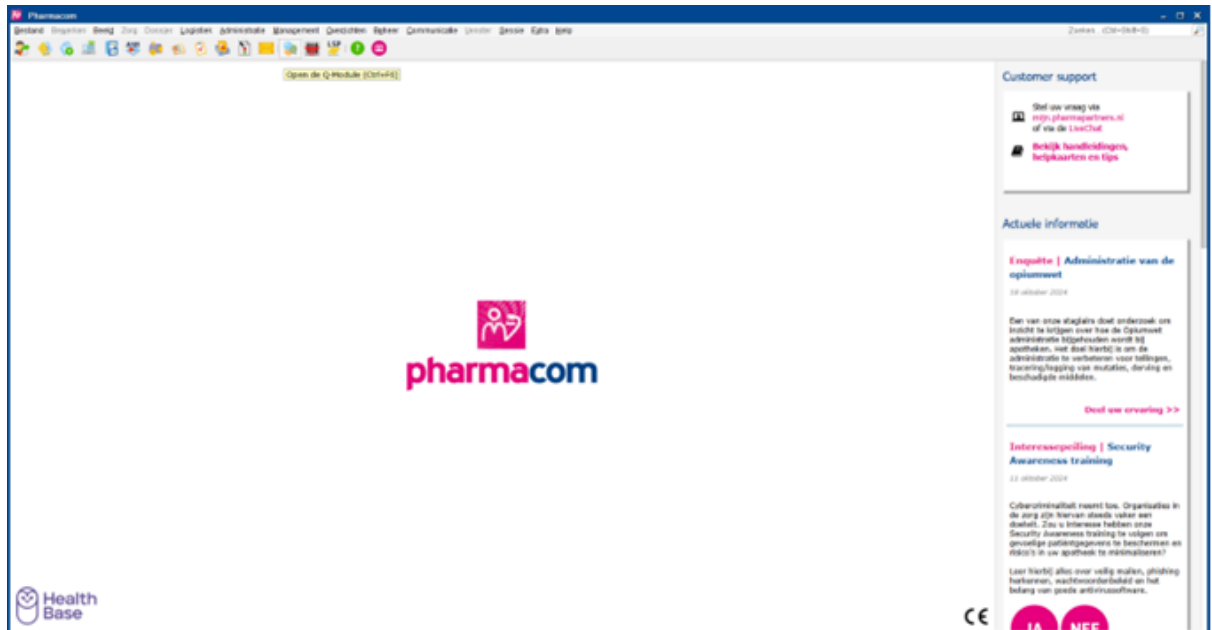 Pharmacom
Bestand Bewerken Beeld Zorg Dossier Logistiek Administratie Management Overzichten Beheer Communicatie Venster Sessie Extra Help
Zoeken (Ctrl+Shift+S)
LSP
Open de Q-Module (Ctrl+F6)
Customer support
Stel uw vraag via
mijn.pharmapartners.nl
of via de LiveChat
Bekijk handleidingen,
helpkaarten en tips
Actuele informatie
Enquête | Administratie van de
opiumwet
18 oktober 2024
Een van onze stagiairs doet onderzoek om
inzicht te krijgen over hoe de Opiumwet
administratie bijgehouden wordt bij
apotheken. Het doel hierbij is om de
administratie te verbeteren voor tellingen,
tracering/logging van mutaties, derving en
beschadigde middelen.
Deel uw ervaring >>
pharmacom
Interessepeiling | Security
Awareness training
11 oktober 2024
Cybercriminaliteit neemt toe. Organisaties in
de zorg zijn hiervan steeds vaker een
doelwit. Zou u interesse hebben onze
Security Awareness training te volgen om
gevoelige patiëntgegevens te beschermen en
risico's in uw apotheek te minimaliseren?
Leer hierbij alles over veilig mailen, phishing
herkennen, wachtwoordenbeleid en het
belang van goede antivirussoftware.
JA NEE
Health
Base
CE